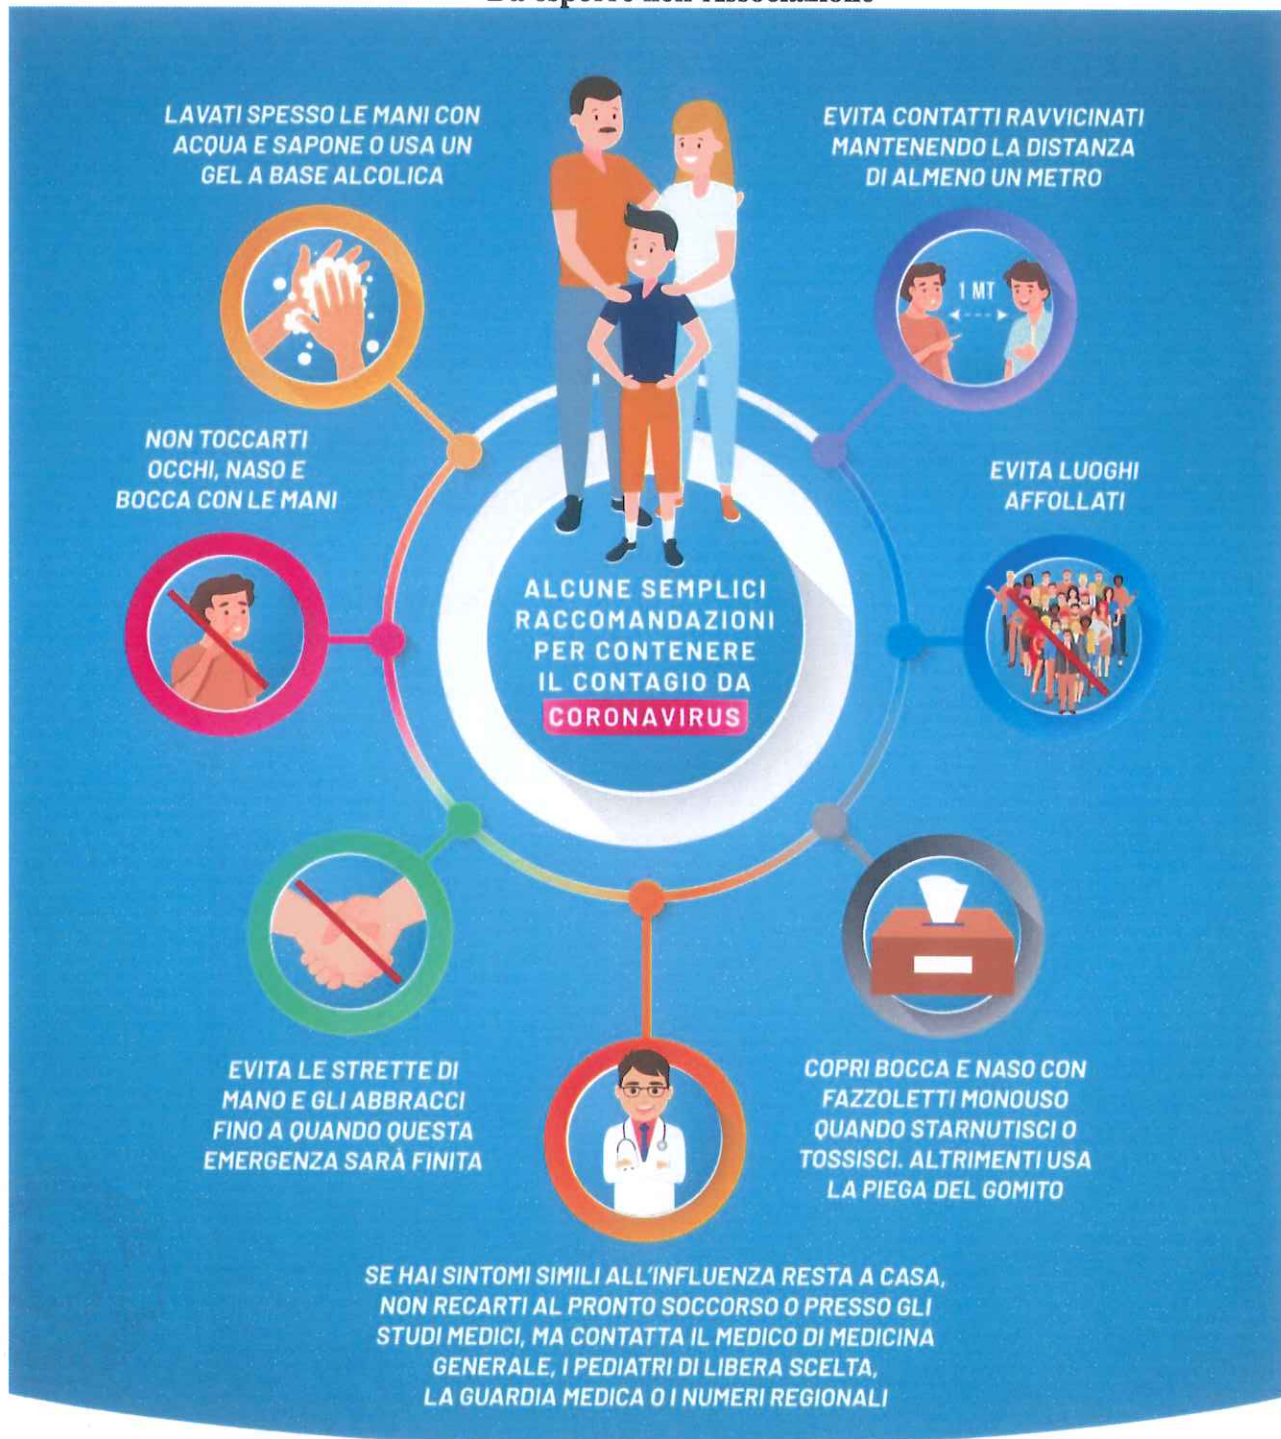 LAVATI SPESSO LE MANI CON
ACQUA E SAPONE O USA UN
GEL A BASE ALCOLICA
EVITA CONTATTI RAVVICINATI
MANTENENDO LA DISTANZA
DI ALMENO UN METRO
1 MT
NON TOCCARTI
OCCHI, NASO E
BOCCA CON LE MANI
EVITA LUOGHI
AFFOLLATI
ALCUNE SEMPLICI
RACCOMANDAZIONI
PER CONTENERE
IL CONTAGIO DA
CORONAVIRUS
EVITA LE STRETTE DI
MANO E GLI ABBRACCI
FINO A QUANDO QUESTA
EMERGENZA SARÀ FINITA
COPRI BOCCA E NASO CON
FAZZOLETTI MONOUSO
QUANDO STARNUTISCI O
TOSSISCI. ALTRIMENTI USA
LA PIEGA DEL GOMITO
SE HAI SINTOMI SIMILI ALL'INFLUENZA RESTA A CASA,
NON RECARTI AL PRONTO SOCCORSO O PRESSO GLI
STUDI MEDICI, MA CONTATTA IL MEDICO DI MEDICINA
GENERALE, I PEDIATRI DI LIBERA SCELTA,
LA GUARDIA MEDICA O I NUMERI REGIONALI